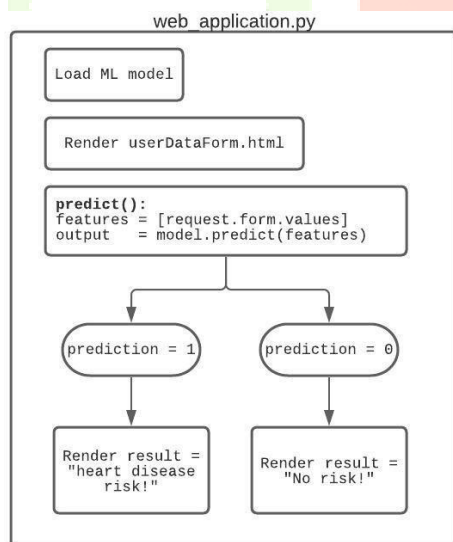 web_application.py
Load ML model
Render userDataForm.html
predict():
features = [request.form.values]
output   = model.predict(features)
prediction = 1
prediction = 0
Render result =
"heart disease
risk!"
Render result =
"No risk!"